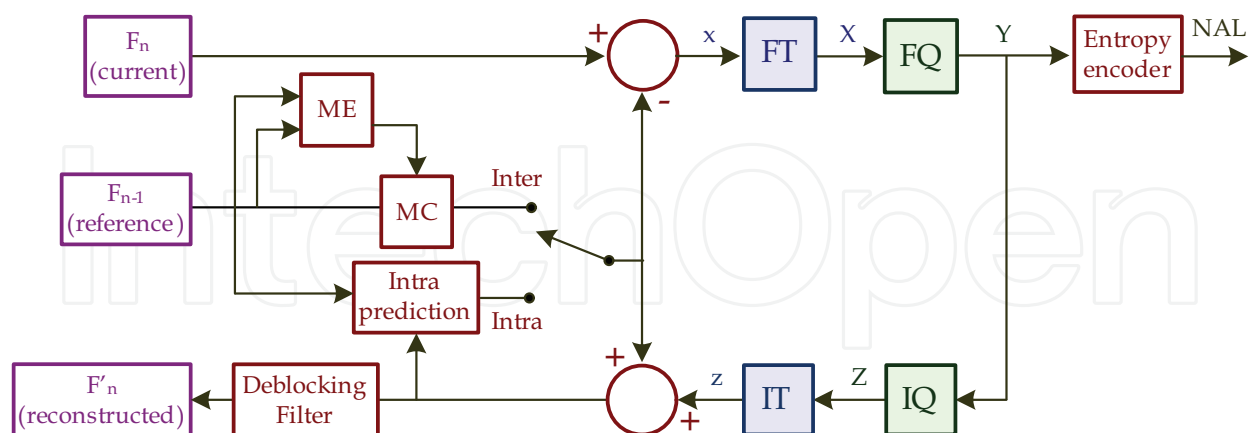 Fn
(current)
+
-
x
FT
X
FQ
Y
Entropy
encoder
NAL
ME
Fn-1
(reference)
MC
Inter
Intra
prediction
Intra
F'n
(reconstructed)
Deblocking
Filter
+
+
z
IT
Z
IQ
IntechOpen